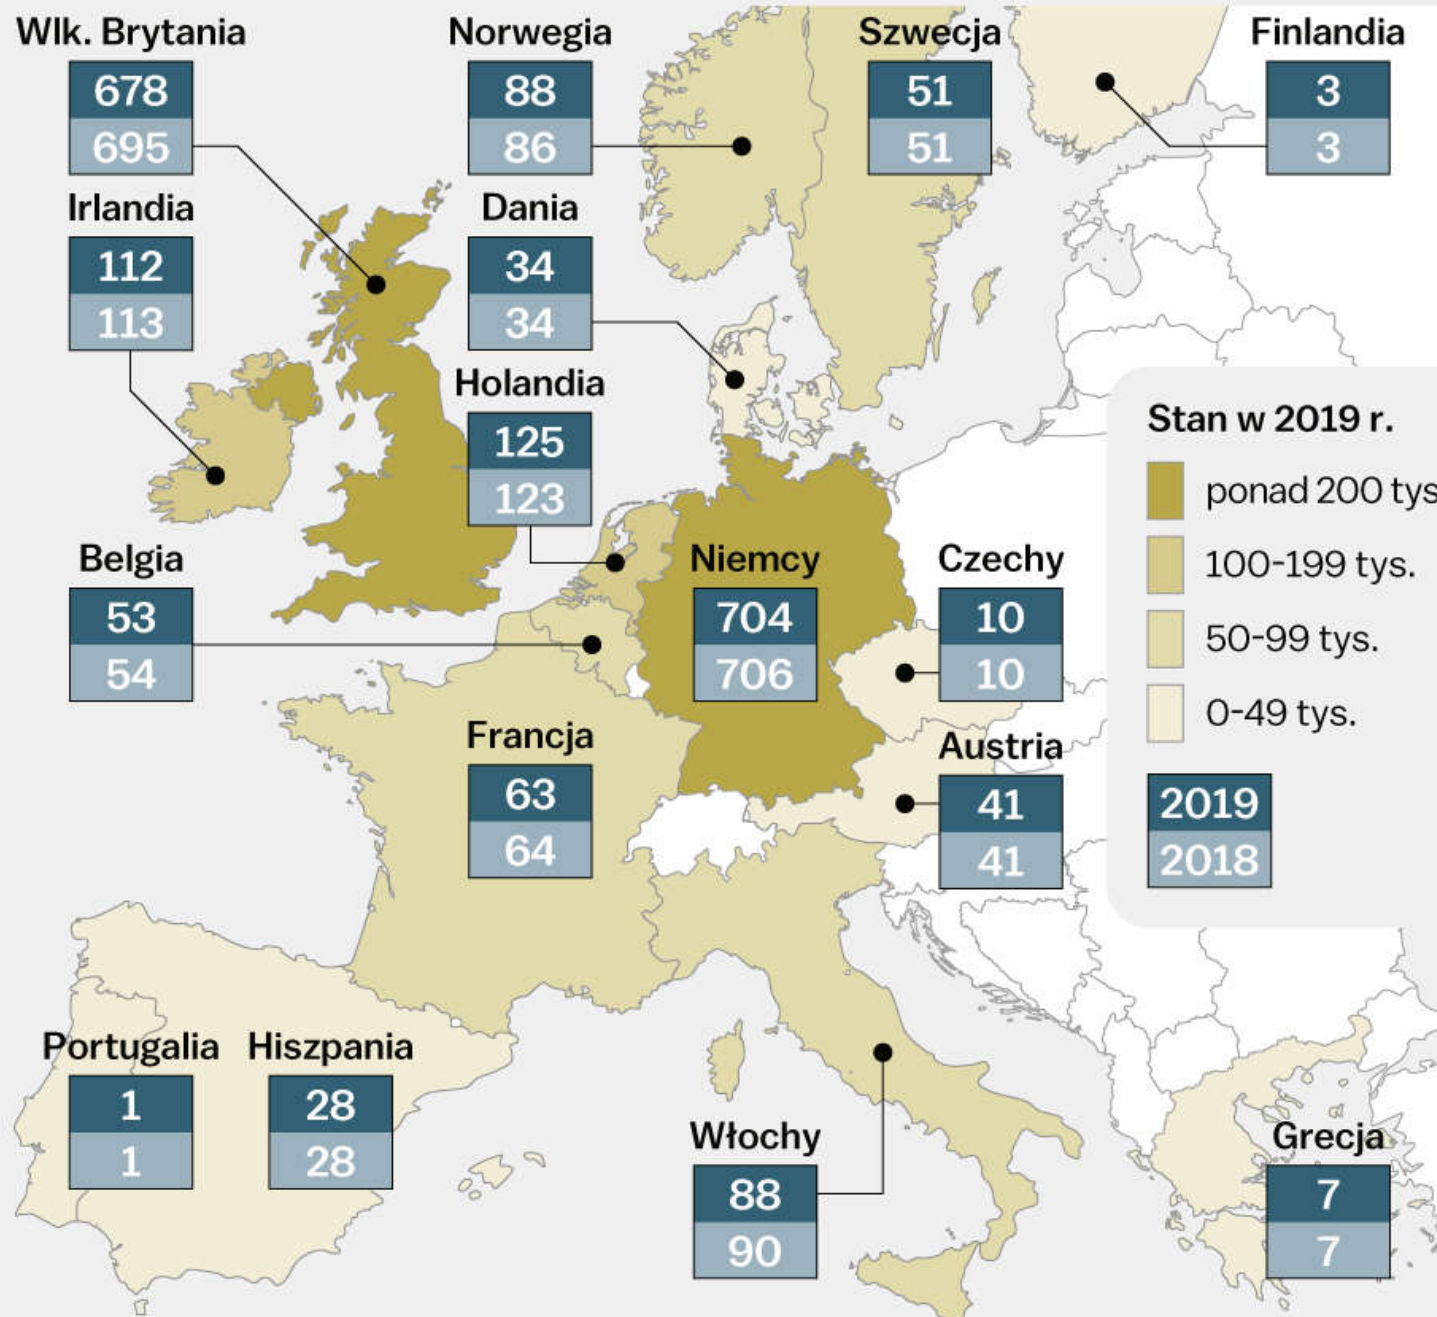 Wlk. Brytania
678
695
Norwegia
88
86
Szwecja
51
51
Finlandia
3
3
Irlandia
112
113
Dania
34
34
Holandia
125
123
Stan w 2019 r.
ponad 200 tys
100-199 tys.
50-99 tys.
0-49 tys.
2019
2018
Belgia
53
54
Niemcy
704
706
Czechy
10
10
Francja
63
64
Austria
41
41
Portugalia
1
1
Hiszpania
28
28
Włochy
88
90
Grecja
7
7